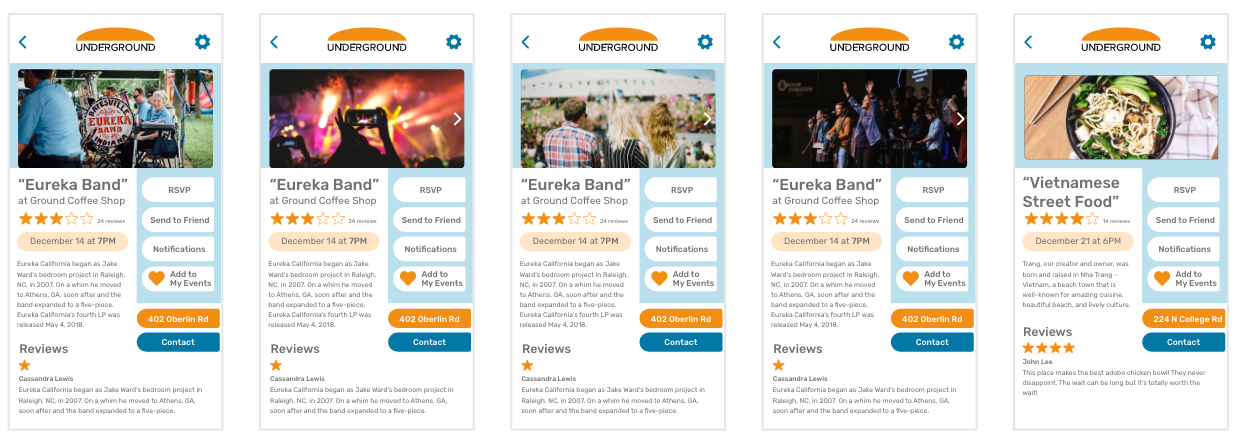 UNDERGROUND
BATESVILLE
EUREKA
BAND
INDIANA
“Eureka Band”
at Ground Coffee Shop
24 reviews
December 14 at 7PM
Eureka California began as Jake
Ward's bedroom project in Raleigh,
NC, in 2007. On a whim he moved
to Athens, GA, soon after and the
band expanded to a five-piece.
Eureka California's fourth LP was
released May 4, 2018.
RSVP
Send to Friend
Notifications
Add to
My Events
402 Oberlin Rd
Contact
Reviews
Cassandra Lewis
Eureka California began as Jake Ward's bedroom project in
Raleigh, NC, in 2007. On a whim he moved to Athens, GA,
soon after and the band expanded to a five-piece.
UNDERGROUND
“Eureka Band”
at Ground Coffee Shop
24 reviews
December 14 at 7PM
Eureka California began as Jake
Ward's bedroom project in Raleigh,
NC, in 2007. On a whim he moved
to Athens, GA, soon after and the
band expanded to a five-piece.
Eureka California's fourth LP was
released May 4, 2018.
RSVP
Send to Friend
Notifications
Add to
My Events
402 Oberlin Rd
Contact
Reviews
Cassandra Lewis
Eureka California began as Jake Ward's bedroom project in
Raleigh, NC, in 2007. On a whim he moved to Athens, GA,
soon after and the band expanded to a five-piece.
UNDERGROUND
“Eureka Band”
at Ground Coffee Shop
24 reviews
December 14 at 7PM
Eureka California began as Jake
Ward's bedroom project in Raleigh,
NC, in 2007. On a whim he moved
to Athens, GA, soon after and the
band expanded to a five-piece.
Eureka California's fourth LP was
released May 4, 2018.
RSVP
Send to Friend
Notifications
Add to
My Events
402 Oberlin Rd
Contact
Reviews
Cassandra Lewis
Eureka California began as Jake Ward's bedroom project in
Raleigh, NC, in 2007. On a whim he moved to Athens, GA,
soon after and the band expanded to a five-piece.
UNDERGROUND
“Eureka Band”
at Ground Coffee Shop
24 reviews
December 14 at 7PM
Eureka California began as Jake
Ward's bedroom project in Raleigh,
NC, in 2007. On a whim he moved
to Athens, GA, soon after and the
band expanded to a five-piece.
Eureka California's fourth LP was
released May 4, 2018.
RSVP
Send to Friend
Notifications
Add to
My Events
402 Oberlin Rd
Contact
Reviews
Cassandra Lewis
Eureka California began as Jake Ward's bedroom project in
Raleigh, NC, in 2007. On a whim he moved to Athens, GA,
soon after and the band expanded to a five-piece.
UNDERGROUND
“Vietnamese
Street Food”
14 reviews
December 21 at 6PM
Trang, our creator and owner, was
born and raised in Nha Trang -
Vietnam, a beach town that is
well-known for amazing cuisine,
beautiful beach, and lively culture.
RSVP
Send to Friend
Notifications
Add to
My Events
224 N College Rd
Contact
Reviews
John Lee
This place makes the best adobo chicken bowl! They never
disappoint. The wait can be long but it's totally worth the
wait!